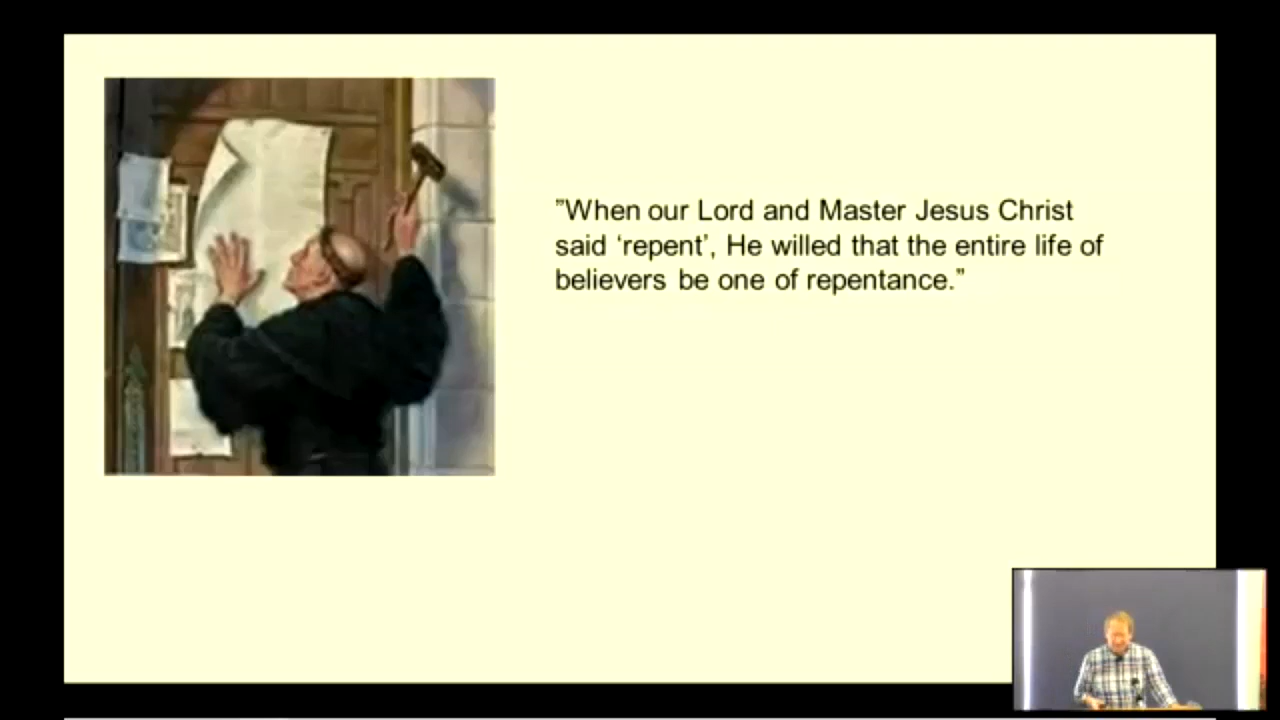 ”When our Lord and Master Jesus Christ
said ‘repent’, He willed that the entire life of
believers be one of repentance.”